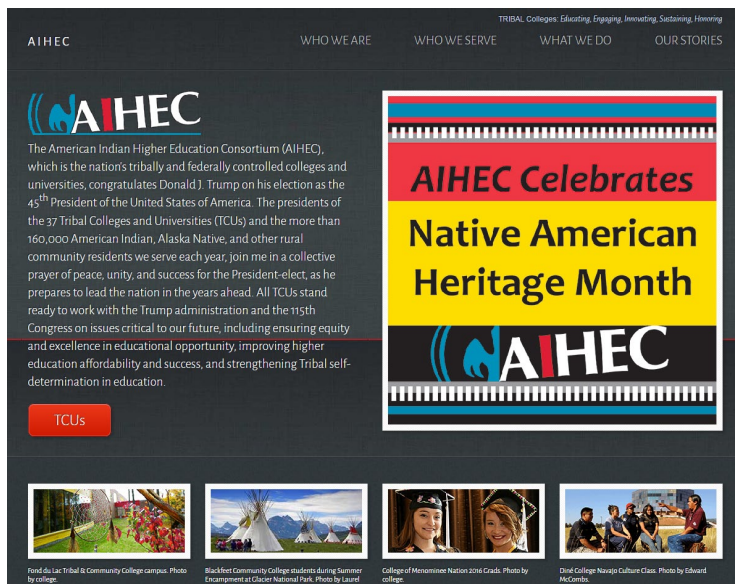 TRIBAL Colleges: Educating, Engaging, Innovating, Sustaining, Honoring
AIHEC
WHO WE ARE
WHO WE SERVE
WHAT WE DO
OUR STORIES
AIHEC
The American Indian Higher Education Consortium (AIHEC),
which is the nation's tribally and federally controlled colleges and
universities, congratulates Donald J. Trump on his election as the
45th President of the United States of America. The presidents of
the 37 Tribal Colleges and Universities (TCUs) and the more than
160,000 American Indian, Alaska Native, and other rural
community residents we serve each year, join me in a collective
prayer of peace, unity, and success for the President-elect, as he
prepares to lead the nation in the years ahead. All TCUs stand
ready to work with the Trump administration and the 115th
Congress on issues critical to our future, including ensuring equity
and excellence in educational opportunity, improving higher
education affordability and success, and strengthening Tribal self-
determination in education.
TCUs
AIHEC Celebrates
Native American
Heritage Month
AIHEC
Fond du Lac Tribal & Community College campus. Photo
by college.
Blackfeet Community College students during Summer
Encampment at Glacier National Park. Photo by Laurel
College of Menominee Nation 2016 Grads. Photo by
college.
Diné College Navajo Culture Class. Photo by Edward
McCombs.